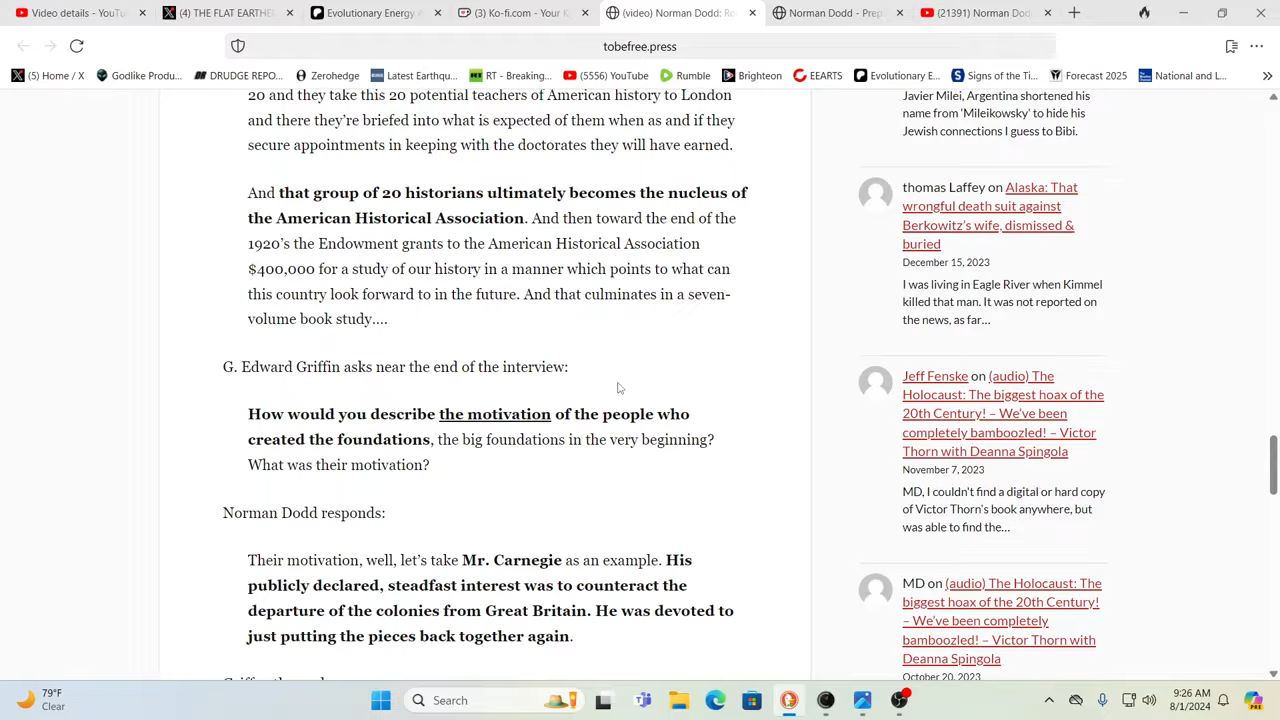 Video details - YouTu
(4) THE FLAT EARTHE
Evolutionary Energy A
(3) Ko-fi.com - Your K
(video) Norman Dodd: Ro
Norman Dodd - Prep
(21391) Norman Dod
tobefree.press
(5) Home / X
Godlike Produ...
DRUDGE REPO...
Zerohedge
Latest Earthqu...
RT - Breaking...
(5556) YouTube
Rumble
Brighteon
EEARTS
Evolutionary E...
Signs of the Ti...
Forecast 2025
National and L...
20 and they take this 20 potential teachers of American history to London
and there they're briefed into what is expected of them when as and if they
secure appointments in keeping with the doctorates they will have earned.
And that group of 20 historians ultimately becomes the nucleus of
the American Historical Association. And then toward the end of the
1920's the Endowment grants to the American Historical Association
$400,000 for a study of our history in a manner which points to what can
this country look forward to in the future. And that culminates in a seven-
volume book study....
G. Edward Griffin asks near the end of the interview:
How would you describe the motivation of the people who
created the foundations, the big foundations in the very beginning?
What was their motivation?
Norman Dodd responds:
Their motivation, well, let's take Mr. Carnegie as an example. His
publicly declared, steadfast interest was to counteract the
departure of the colonies from Great Britain. He was devoted to
just putting the pieces back together again.
Javier Milei, Argentina shortened his
name from 'Mileikowsky' to hide his
Jewish connections I guess to Bibi.
thomas Laffey on Alaska: That
wrongful death suit against
Berkowitz's wife, dismissed &
buried
December 15, 2023
I was living in Eagle River when Kimmel
killed that man. It was not reported on
the news, as far…
Jeff Fenske on (audio) The
Holocaust: The biggest hoax of the
20th Century! – We've been
completely bamboozled! – Victor
Thorn with Deanna Spingola
November 7, 2023
MD, I couldn't find a digital or hard copy
of Victor Thorn's book anywhere, but
was able to find the…
MD on (audio) The Holocaust: The
biggest hoax of the 20th Century!
– We've been completely
bamboozled! – Victor Thorn with
Deanna Spingola
October 20, 2023
79°F
Clear
Search
9:26 AM
8/1/2024
PRE